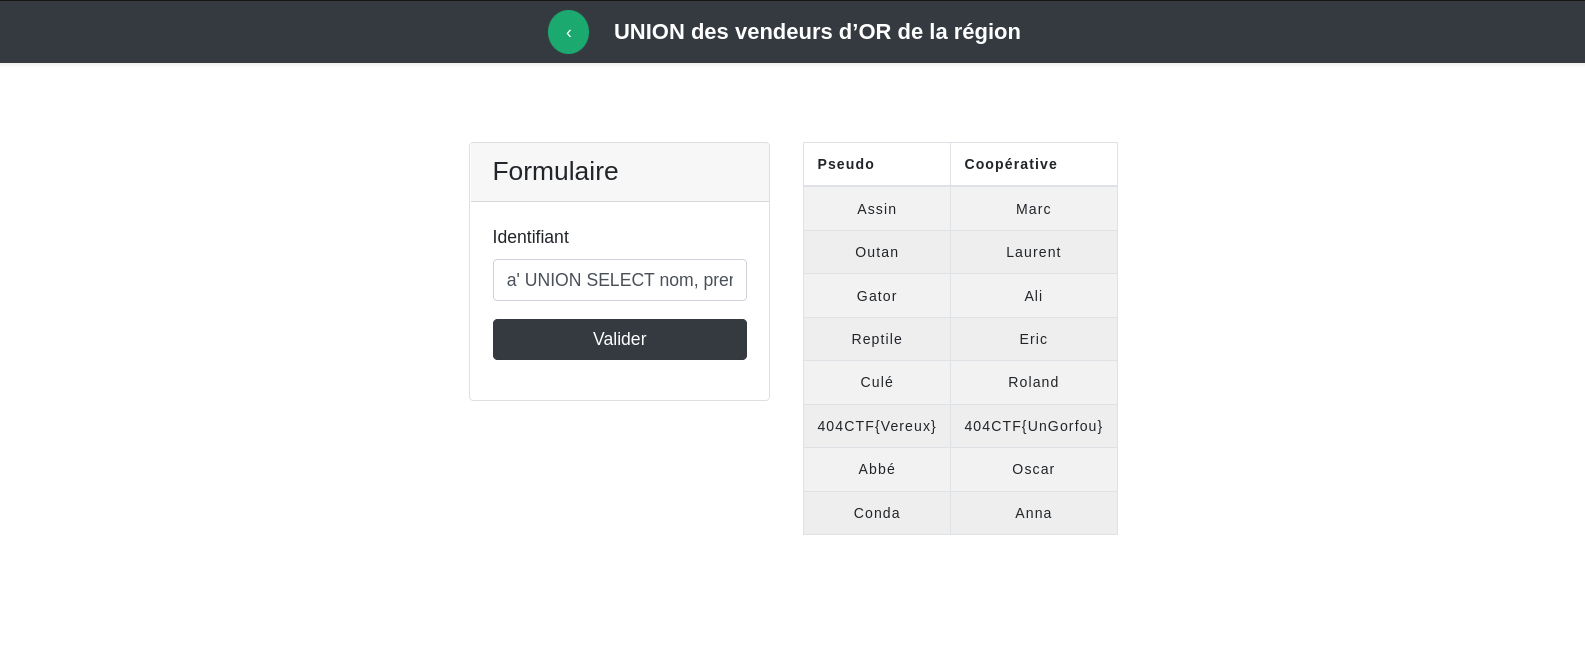 ‹ UNION des vendeurs d’OR de la région
Formulaire
Identifiant
a' UNION SELECT nom, prer
Valider
Pseudo Coopérative
Assin Marc
Outan Laurent
Gator Ali
Reptile Eric
Culé Roland
404CTF{Vereux} 404CTF{UnGorfou}
Abbé Oscar
Conda Anna